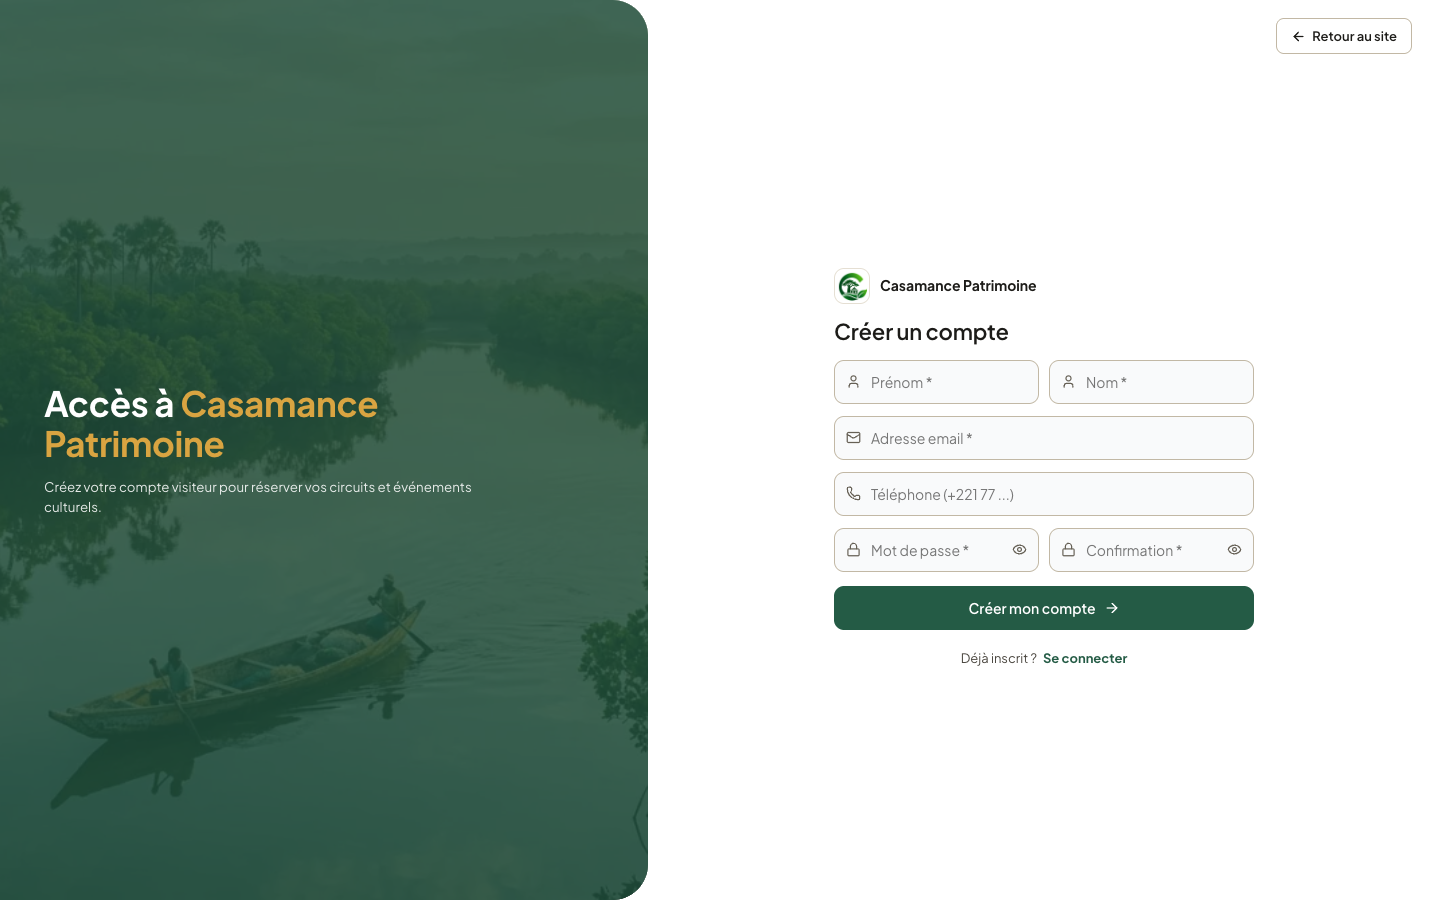 Retour au site
Accès à Casamance
Patrimoine
Créez votre compte visiteur pour réserver vos circuits et événements
culturels.
Casamance Patrimoine
Créer un compte
Prénom *
Nom *
Adresse email *
Téléphone (+221 77 ...)
Mot de passe *
Confirmation *
Créer mon compte
Déjà inscrit ? Se connecter